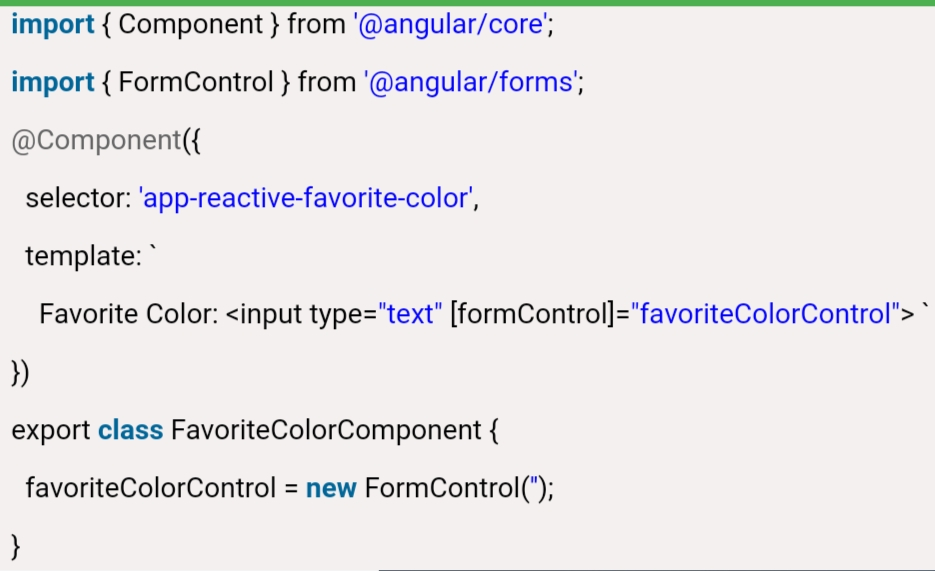 import { Component } from '@angular/core';
import { FormControl } from '@angular/forms';
@Component({
selector: 'app-reactive-favorite-color',
template: `
Favorite Color: <input type="text" [formControl]="favoriteColorControl"> `
})
export class FavoriteColorComponent {
favoriteColorControl = new FormControl('');
}